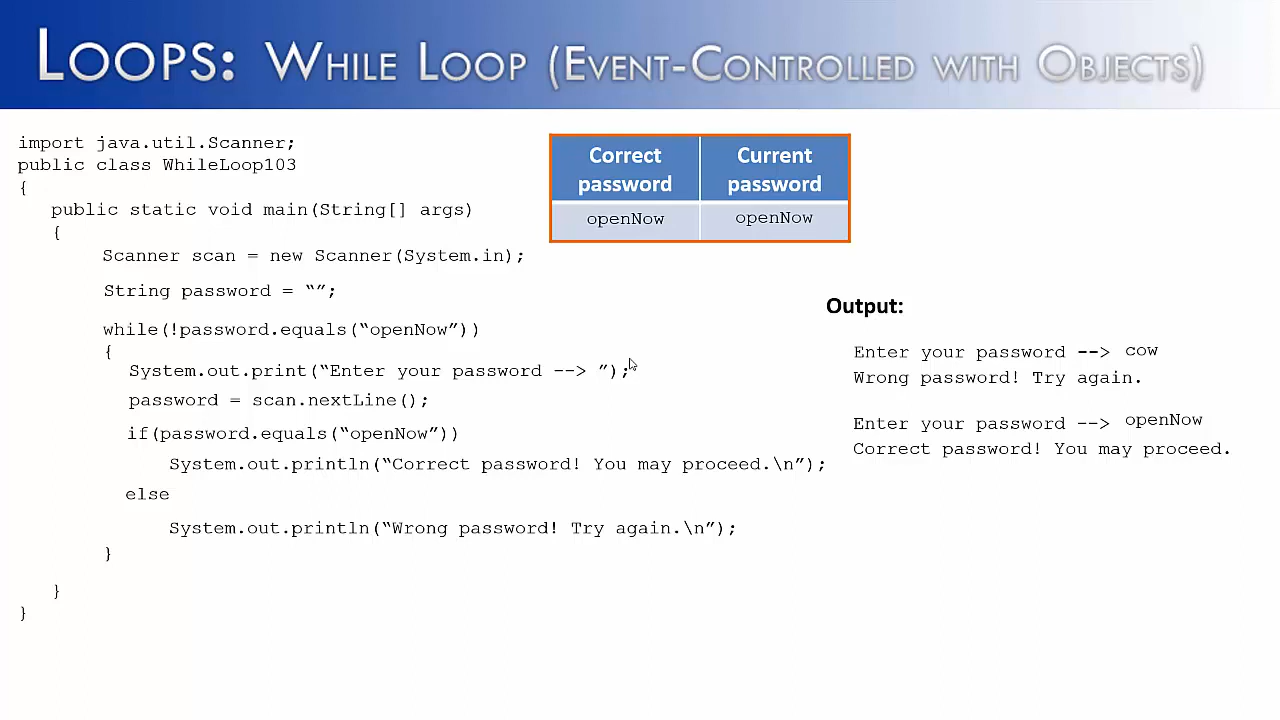 LOOPS: WHILE LOOP (EVENT-CONTROLLED WITH OBJECTS)
import java.util.Scanner;
public class WhileLoop103
{
public static void main(String[] args)
{
Scanner scan = new Scanner(System.in);
String password = “”;
while(!password.equals(“openNow”))
{
System.out.print(“Enter your password --> ”);
password = scan.nextLine();
if(password.equals(“openNow”))
System.out.println(“Correct password! You may proceed.\n”);
else
System.out.println(“Wrong password! Try again.\n”);
}
}
}
Correct password
Current password
openNow
openNow
Output:
Enter your password --> cow
Wrong password! Try again.
Enter your password --> openNow
Correct password! You may proceed.